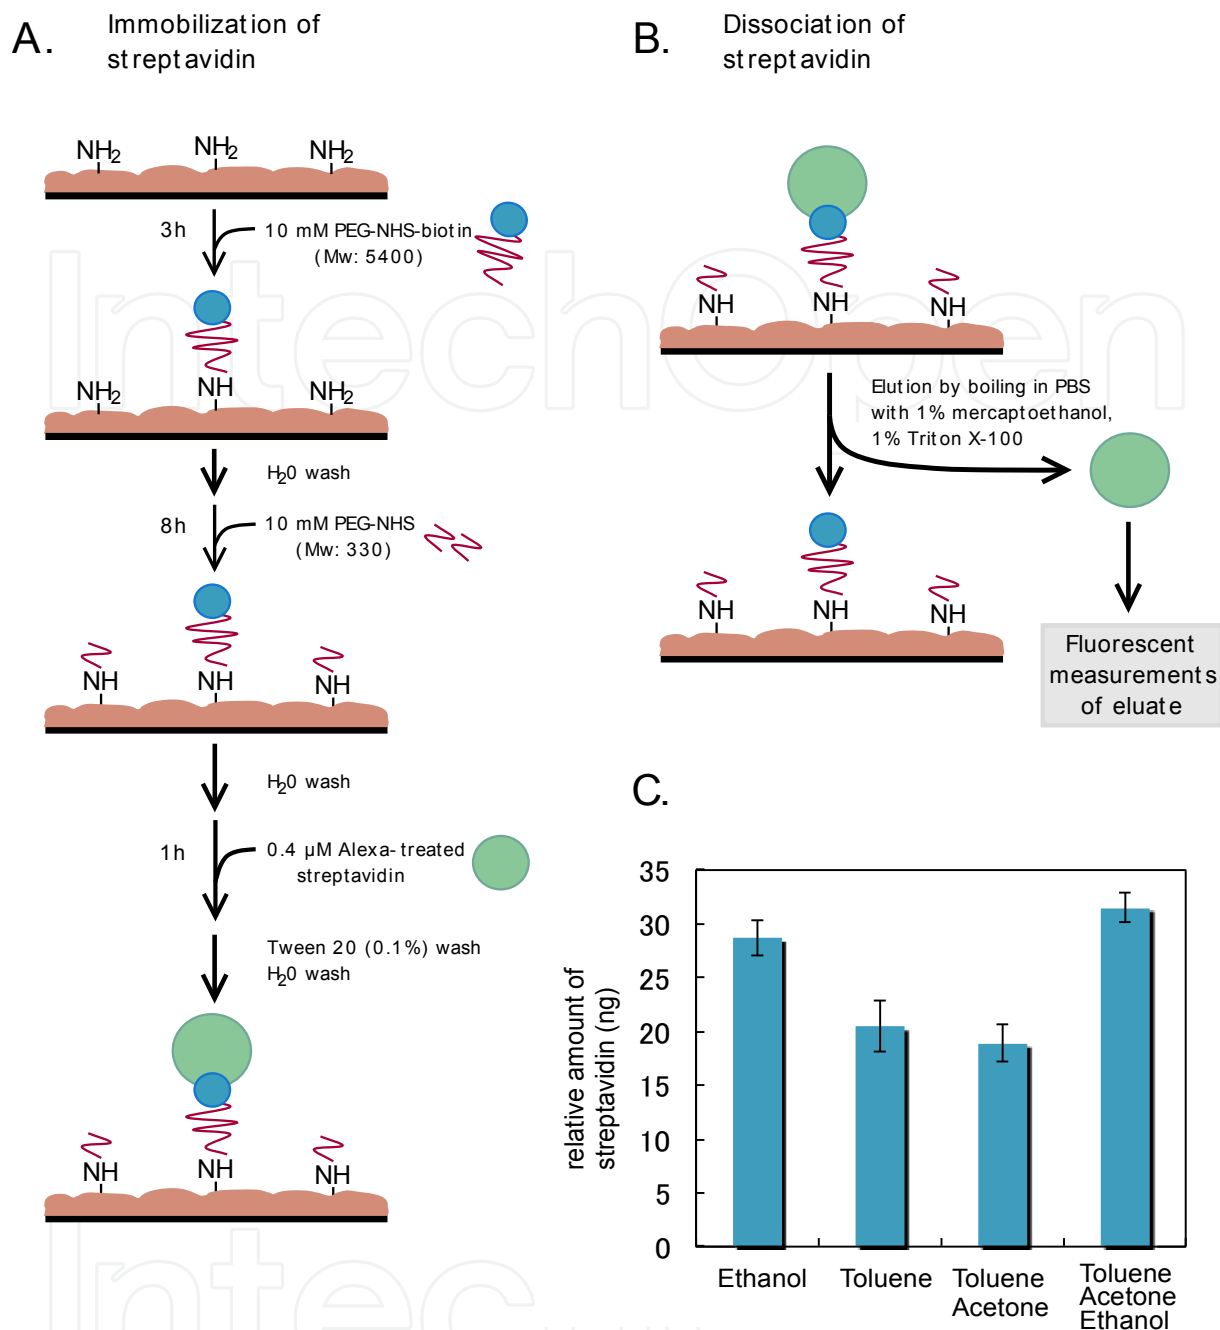 A.
Immobilization of
streptavidin
NH2 NH2 NH2
3h
10 mM PEG-NHS-biotin
(Mw: 5400)
NH2 NH NH2
H20 wash
8h
10 mM PEG-NHS
(Mw: 330)
NH NH NH
H20 wash
1h
0.4 µM Alexa-treated
streptavidin
Tween 20 (0.1%) wash
H20 wash
NH NH NH
B.
Dissociation of
streptavidin
NH NH NH
Elution by boiling in PBS
with 1% mercaptoethanol,
1% Triton X-100
NH NH NH
Fluorescent
measurements
of eluate
C.
relative amount of
streptavidin (ng)
35
30
25
20
15
10
5
0
Ethanol
Toluene
Toluene
Acetone
Toluene
Acetone
Ethanol
IntechOpen
Intec